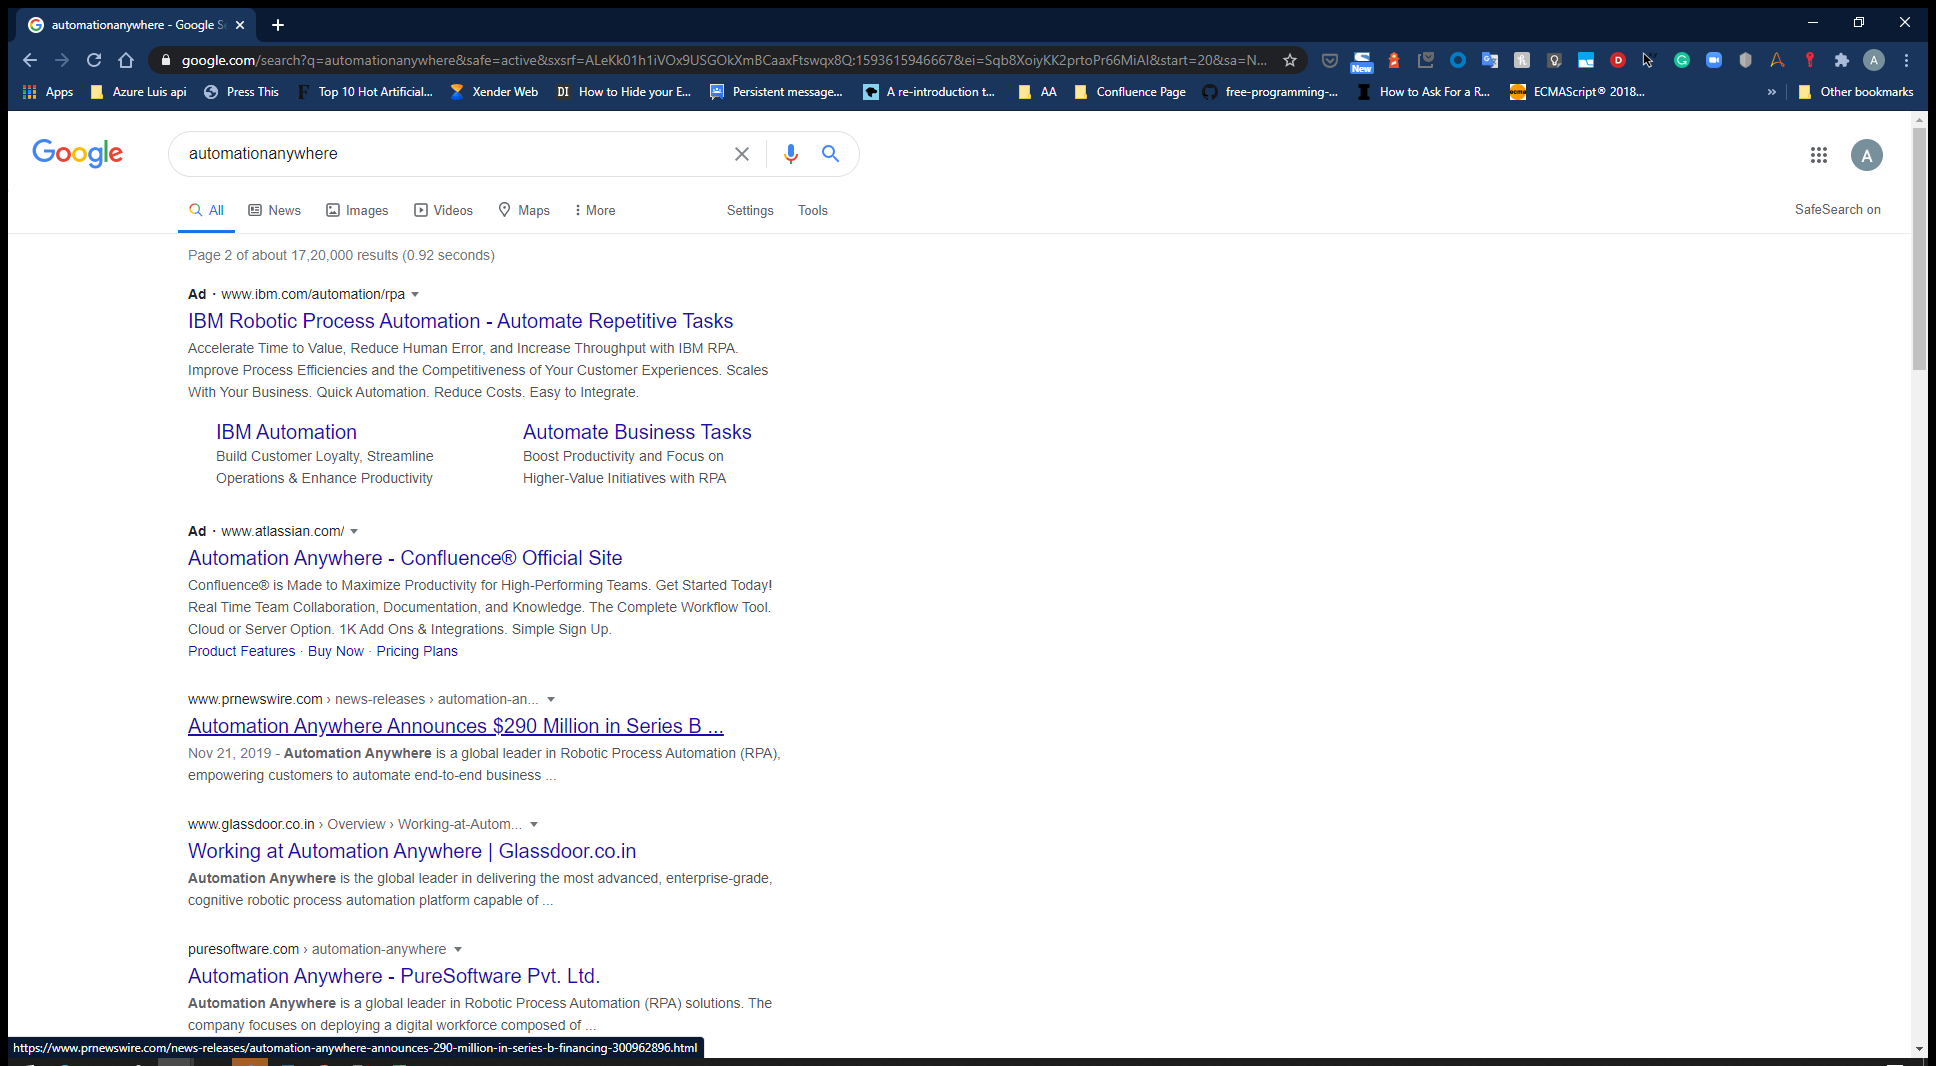 automationanywhere - Google S
google.com/search?q=automationanywhere&safe=active&sxsrf=ALeKk01h1iVOx9USGOkXmBCaaxFtswqx8Q:1593615946667&ei=Sqb8XoiyKK2prtoPr66MiAI&start=20&sa=N...
New
A
Apps Azure Luis api Press This Top 10 Hot Artificial... Xender Web DI How to Hide your E... Persistent message... A re-introduction t... AA Confluence Page free-programming-... How to Ask For a R... ECMAScript® 2018... » Other bookmarks
Google automationanywhere A
All News Images Videos Maps More Settings Tools SafeSearch on
Page 2 of about 17,20,000 results (0.92 seconds)
Ad · www.ibm.com/automation/rpa
IBM Robotic Process Automation - Automate Repetitive Tasks
Accelerate Time to Value, Reduce Human Error, and Increase Throughput with IBM RPA.
Improve Process Efficiencies and the Competitiveness of Your Customer Experiences. Scales
With Your Business. Quick Automation. Reduce Costs. Easy to Integrate.
IBM Automation
Build Customer Loyalty, Streamline
Operations & Enhance Productivity
Automate Business Tasks
Boost Productivity and Focus on
Higher-Value Initiatives with RPA
Ad · www.atlassian.com/
Automation Anywhere - Confluence® Official Site
Confluence® is Made to Maximize Productivity for High-Performing Teams. Get Started Today!
Real Time Team Collaboration, Documentation, and Knowledge. The Complete Workflow Tool.
Cloud or Server Option. 1K Add Ons & Integrations. Simple Sign Up.
Product Features · Buy Now · Pricing Plans
www.prnewswire.com › news-releases › automation-an...
Automation Anywhere Announces $290 Million in Series B ...
Nov 21, 2019 - Automation Anywhere is a global leader in Robotic Process Automation (RPA),
empowering customers to automate end-to-end business ...
www.glassdoor.co.in › Overview › Working-at-Autom...
Working at Automation Anywhere | Glassdoor.co.in
Automation Anywhere is the global leader in delivering the most advanced, enterprise-grade,
cognitive robotic process automation platform capable of ...
puresoftware.com › automation-anywhere
Automation Anywhere - PureSoftware Pvt. Ltd.
Automation Anywhere is a global leader in Robotic Process Automation (RPA) solutions. The
company focuses on deploying a digital workforce composed of ...
https://www.prnewswire.com/news-releases/automation-anywhere-announces-290-million-in-series-b-financing-300962896.html